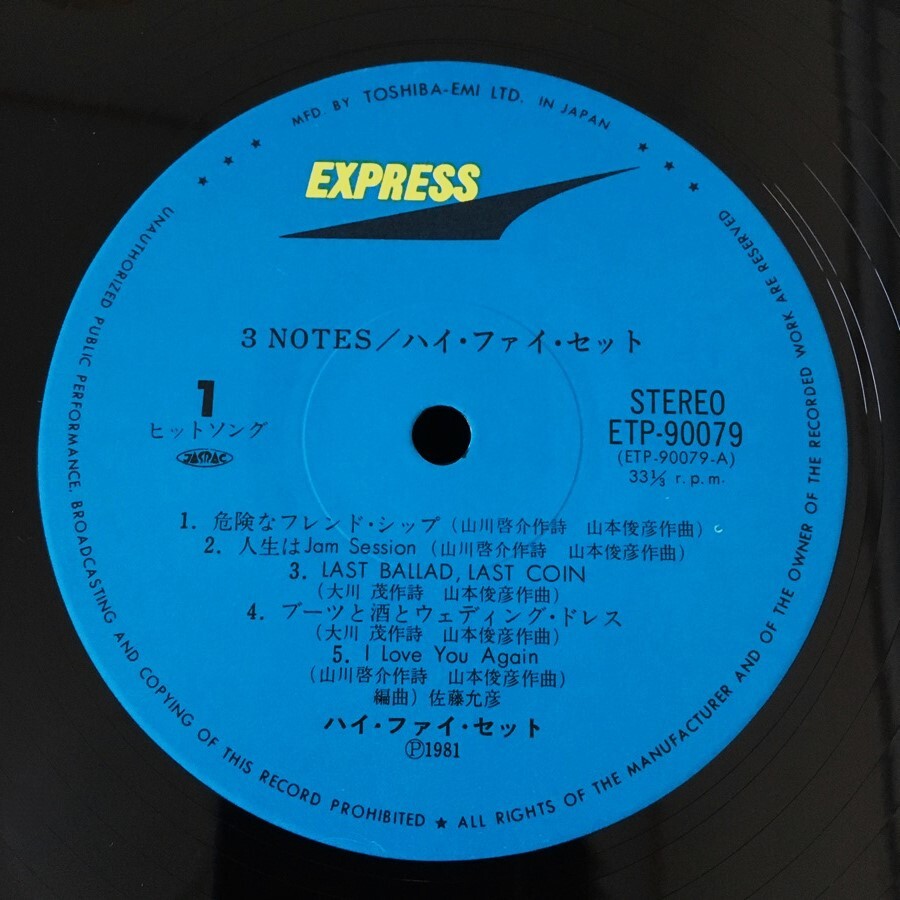 MFD. BY TOSHIBA-EMI LTD. IN JAPAN
EXPRESS
3 NOTES/ハイ・ファイ・セット
1
ヒットソング
JASRAC
STEREO
ETP-90079
(ETP-90079-A)
33⅓ r.p.m.
1. 危険なフレンド・シップ (山川啓介作詩 山本俊彦作曲)
2. 人生はJam Session (山川啓介作詩 山本俊彦作曲)
3. LAST BALLAD, LAST COIN
(大川 茂作詩 山本俊彦作曲)
4. ブーツと酒とウェディング・ドレス
(大川 茂作詩 山本俊彦作曲)
5. I Love You Again
(山川啓介作詩 山本俊彦作曲)
編曲) 佐藤允彦
ハイ・ファイ・セット
Ⓟ1981
UNAUTHORIZED PUBLIC PERFORMANCE, BROADCASTING AND COPYING OF THIS RECORD PROHIBITED ★ ALL RIGHTS OF THE MANUFACTURER AND OF THE OWNER OF THE RECORDED WORK ARE RESERVED